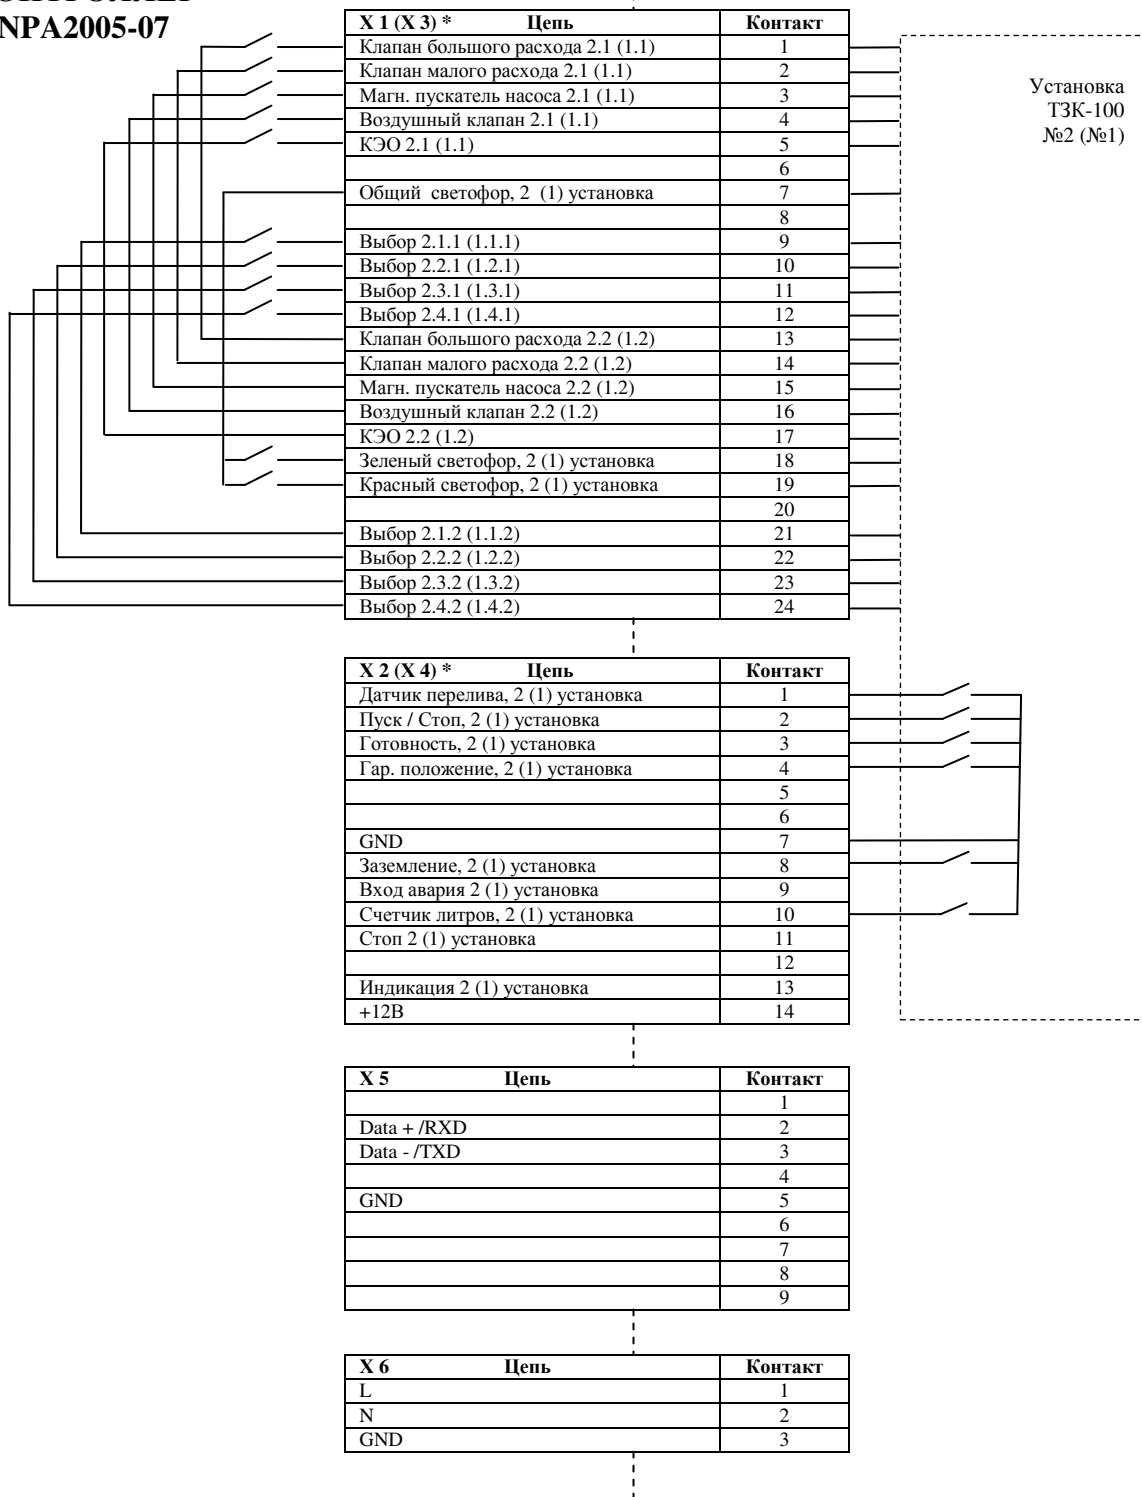 NPA2005-07
X 1 (X 3) * Цепь Контакт
Клапан большого расхода 2.1 (1.1) 1
Клапан малого расхода 2.1 (1.1) 2
Магн. пускатель насоса 2.1 (1.1) 3
Воздушный клапан 2.1 (1.1) 4
КЭО 2.1 (1.1) 5
6
Общий светофор, 2 (1) установка 7
8
Выбор 2.1.1 (1.1.1) 9
Выбор 2.2.1 (1.2.1) 10
Выбор 2.3.1 (1.3.1) 11
Выбор 2.4.1 (1.4.1) 12
Клапан большого расхода 2.2 (1.2) 13
Клапан малого расхода 2.2 (1.2) 14
Магн. пускатель насоса 2.2 (1.2) 15
Воздушный клапан 2.2 (1.2) 16
КЭО 2.2 (1.2) 17
Зеленый светофор, 2 (1) установка 18
Красный светофор, 2 (1) установка 19
20
Выбор 2.1.2 (1.1.2) 21
Выбор 2.2.2 (1.2.2) 22
Выбор 2.3.2 (1.3.2) 23
Выбор 2.4.2 (1.4.2) 24
Установка
ТЗК-100
№2 (№1)
X 2 (X 4) * Цепь Контакт
Датчик перелива, 2 (1) установка 1
Пуск / Стоп, 2 (1) установка 2
Готовность, 2 (1) установка 3
Гар. положение, 2 (1) установка 4
5
6
GND 7
Заземление, 2 (1) установка 8
Вход авария 2 (1) установка 9
Счетчик литров, 2 (1) установка 10
Стоп 2 (1) установка 11
12
Индикация 2 (1) установка 13
+12В 14
X 5 Цепь Контакт
1
Data + /RXD 2
Data - /TXD 3
4
GND 5
6
7
8
9
X 6 Цепь Контакт
L 1
N 2
GND 3